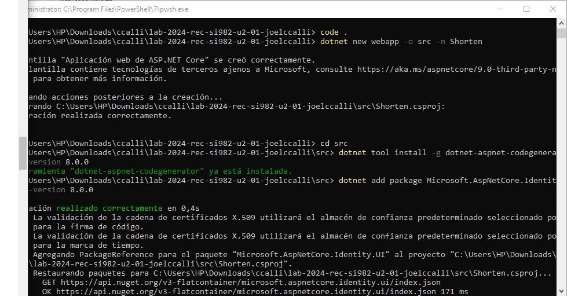 ministrator: C:\Program Files\PowerShell\7\pwsh.exe
Users\HP\Downloads\ccalli\lab-2024-rec-si982-u2-01-joelccalli> code .
Users\HP\Downloads\ccalli\lab-2024-rec-si982-u2-01-joelccalli> dotnet new webapp -o src -n Shorten
ntilla "Aplicación web de ASP.NET Core" se creó correctamente.
lantilla contiene tecnologías de terceros ajenos a Microsoft, consulte https://aka.ms/aspnetcore/9.0-third-party-n
para obtener más información.
ando acciones posteriores a la creación...
rando C:\Users\HP\Downloads\ccalli\lab-2024-rec-si982-u2-01-joelccalli\src\Shorten.csproj:
ración realizada correctamente.
Users\HP\Downloads\ccalli\lab-2024-rec-si982-u2-01-joelccalli> cd src
Users\HP\Downloads\ccalli\lab-2024-rec-si982-u2-01-joelccalli\src> dotnet tool install -g dotnet-aspnet-codegenera
version 8.0.0
ramienta "dotnet-aspnet-codegenerator" ya está instalada.
Users\HP\Downloads\ccalli\lab-2024-rec-si982-u2-01-joelccalli\src> dotnet add package Microsoft.AspNetCore.Identit
-version 8.0.0
ación realizado correctamente en 0,4s
La validación de la cadena de certificados X.509 utilizará el almacén de confianza predeterminado seleccionado po
para la firma de código.
La validación de la cadena de certificados X.509 utilizará el almacén de confianza predeterminado seleccionado po
para la marca de tiempo.
Agregando PackageReference para el paquete "Microsoft.AspNetCore.Identity.UI" al proyecto "C:\Users\HP\Downloads\
\lab-2024-rec-si982-u2-01-joelccalli\src\Shorten.csproj".
Restaurando paquetes para C:\Users\HP\Downloads\ccalli\lab-2024-rec-si982-u2-01-joelccalli\src\Shorten.csproj...
GET https://api.nuget.org/v3-flatcontainer/microsoft.aspnetcore.identity.ui/index.json
OK https://api.nuget.org/v3-flatcontainer/microsoft.aspnetcore.identity.ui/index.json 171 ms